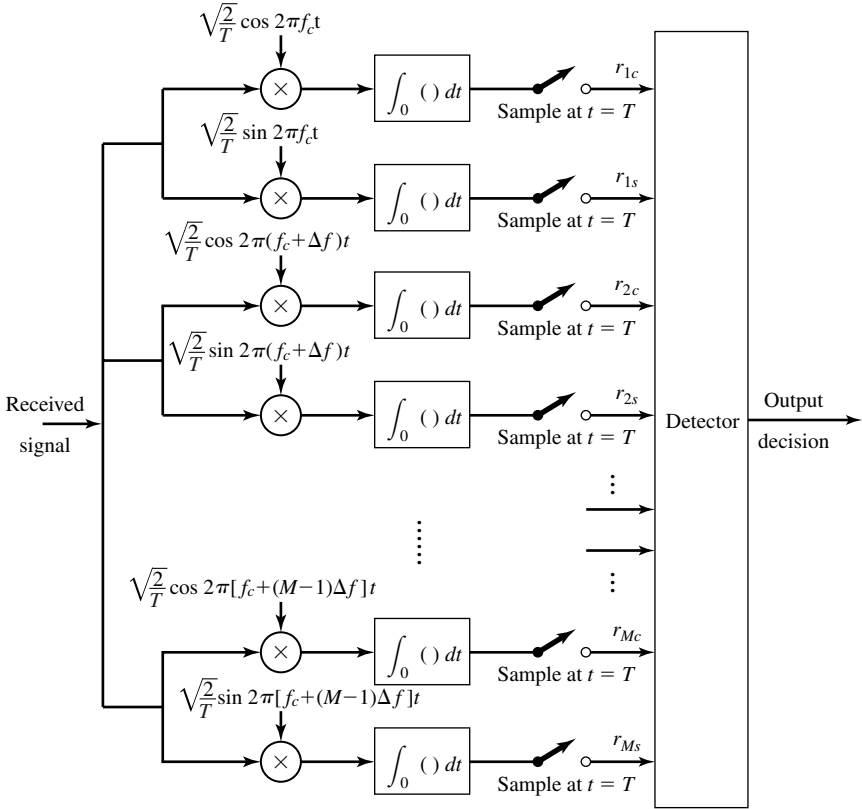 √2/T cos 2πf_ct
∫_0 ( ) dt
r_1c
Sample at t = T
√2/T sin 2πf_ct
∫_0 ( ) dt
r_1s
Sample at t = T
√2/T cos 2π(f_c+Δf)t
∫_0 ( ) dt
r_2c
Sample at t = T
√2/T sin 2π(f_c+Δf)t
∫_0 ( ) dt
r_2s
Sample at t = T
Received
signal
Detector
Output
decision
√2/T cos 2π[f_c+(M−1)Δf]t
∫_0 ( ) dt
r_Mc
Sample at t = T
√2/T sin 2π[f_c+(M−1)Δf]t
∫_0 ( ) dt
r_Ms
Sample at t = T